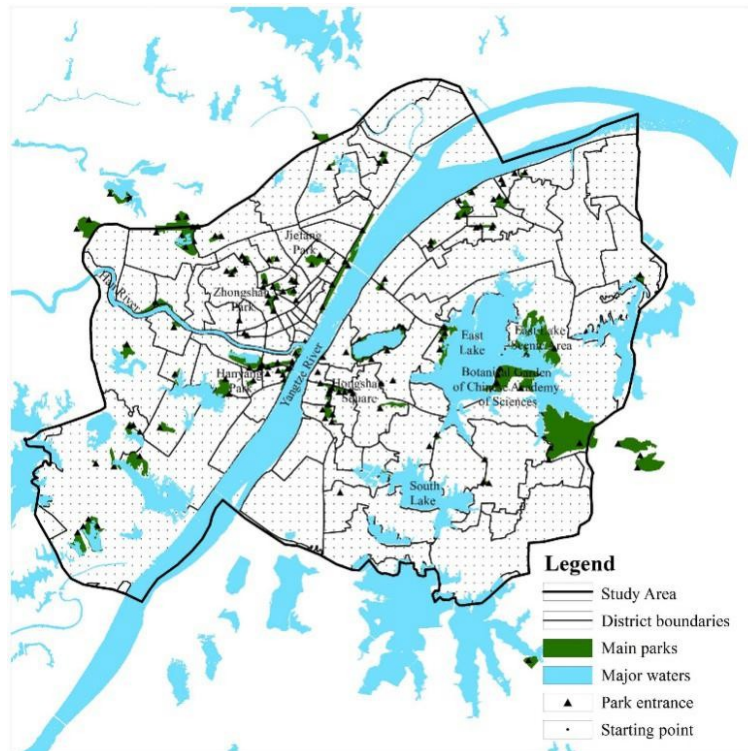 Jiefang
Park
Han River
Zhongshan
Park
East
Lake
East Lake
Scenic Area
Hanyang
Park
Yangtze River
Hongshan
Square
Botanical Garden
of Chinese Academy
of Sciences
South
Lake
Legend
Study Area
District boundaries
Main parks
Major waters
Park entrance
Starting point